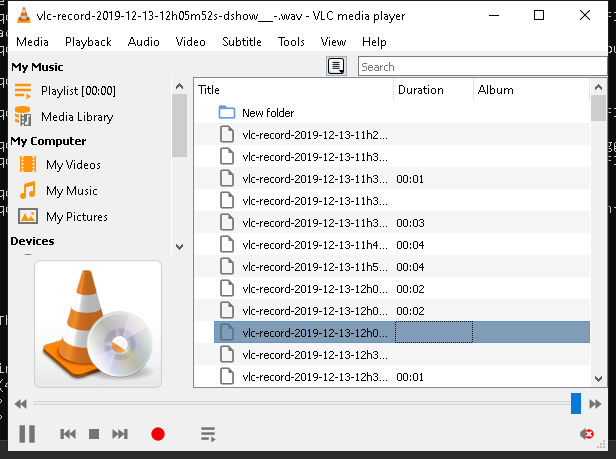 vlc-record-2019-12-13-12h05m52s-dshow___-.wav - VLC media player
Media Playback Audio Video Subtitle Tools View Help
My Music
Playlist [00:00]
Media Library
My Computer
My Videos
My Music
My Pictures
Devices
Search
Title Duration Album
New folder
vlc-record-2019-12-13-11h2...
vlc-record-2019-12-13-11h3...
vlc-record-2019-12-13-11h3... 00:01
vlc-record-2019-12-13-11h3...
vlc-record-2019-12-13-11h3... 00:03
vlc-record-2019-12-13-11h4... 00:04
vlc-record-2019-12-13-11h5... 00:04
vlc-record-2019-12-13-12h0... 00:02
vlc-record-2019-12-13-12h0... 00:02
vlc-record-2019-12-13-12h0...
vlc-record-2019-12-13-12h3...
vlc-record-2019-12-13-12h3... 00:01